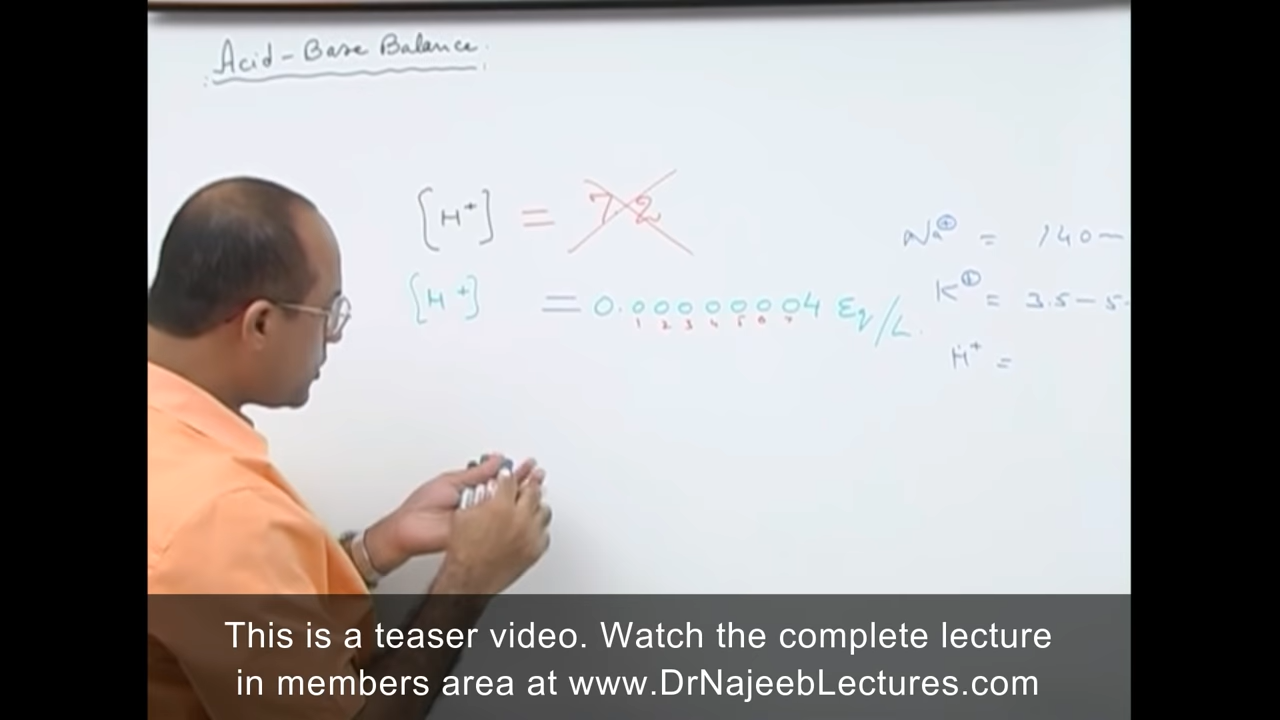 Acid-Base Balance.
[H+] = 7.2
[H+] = 0.00000004 Eq/L.
1 2 3 4 5 6 7
Na⊕ = 140-
K⊕ = 3.5-5.
H+ =
This is a teaser video. Watch the complete lecture
in members area at www.DrNajeebLectures.com